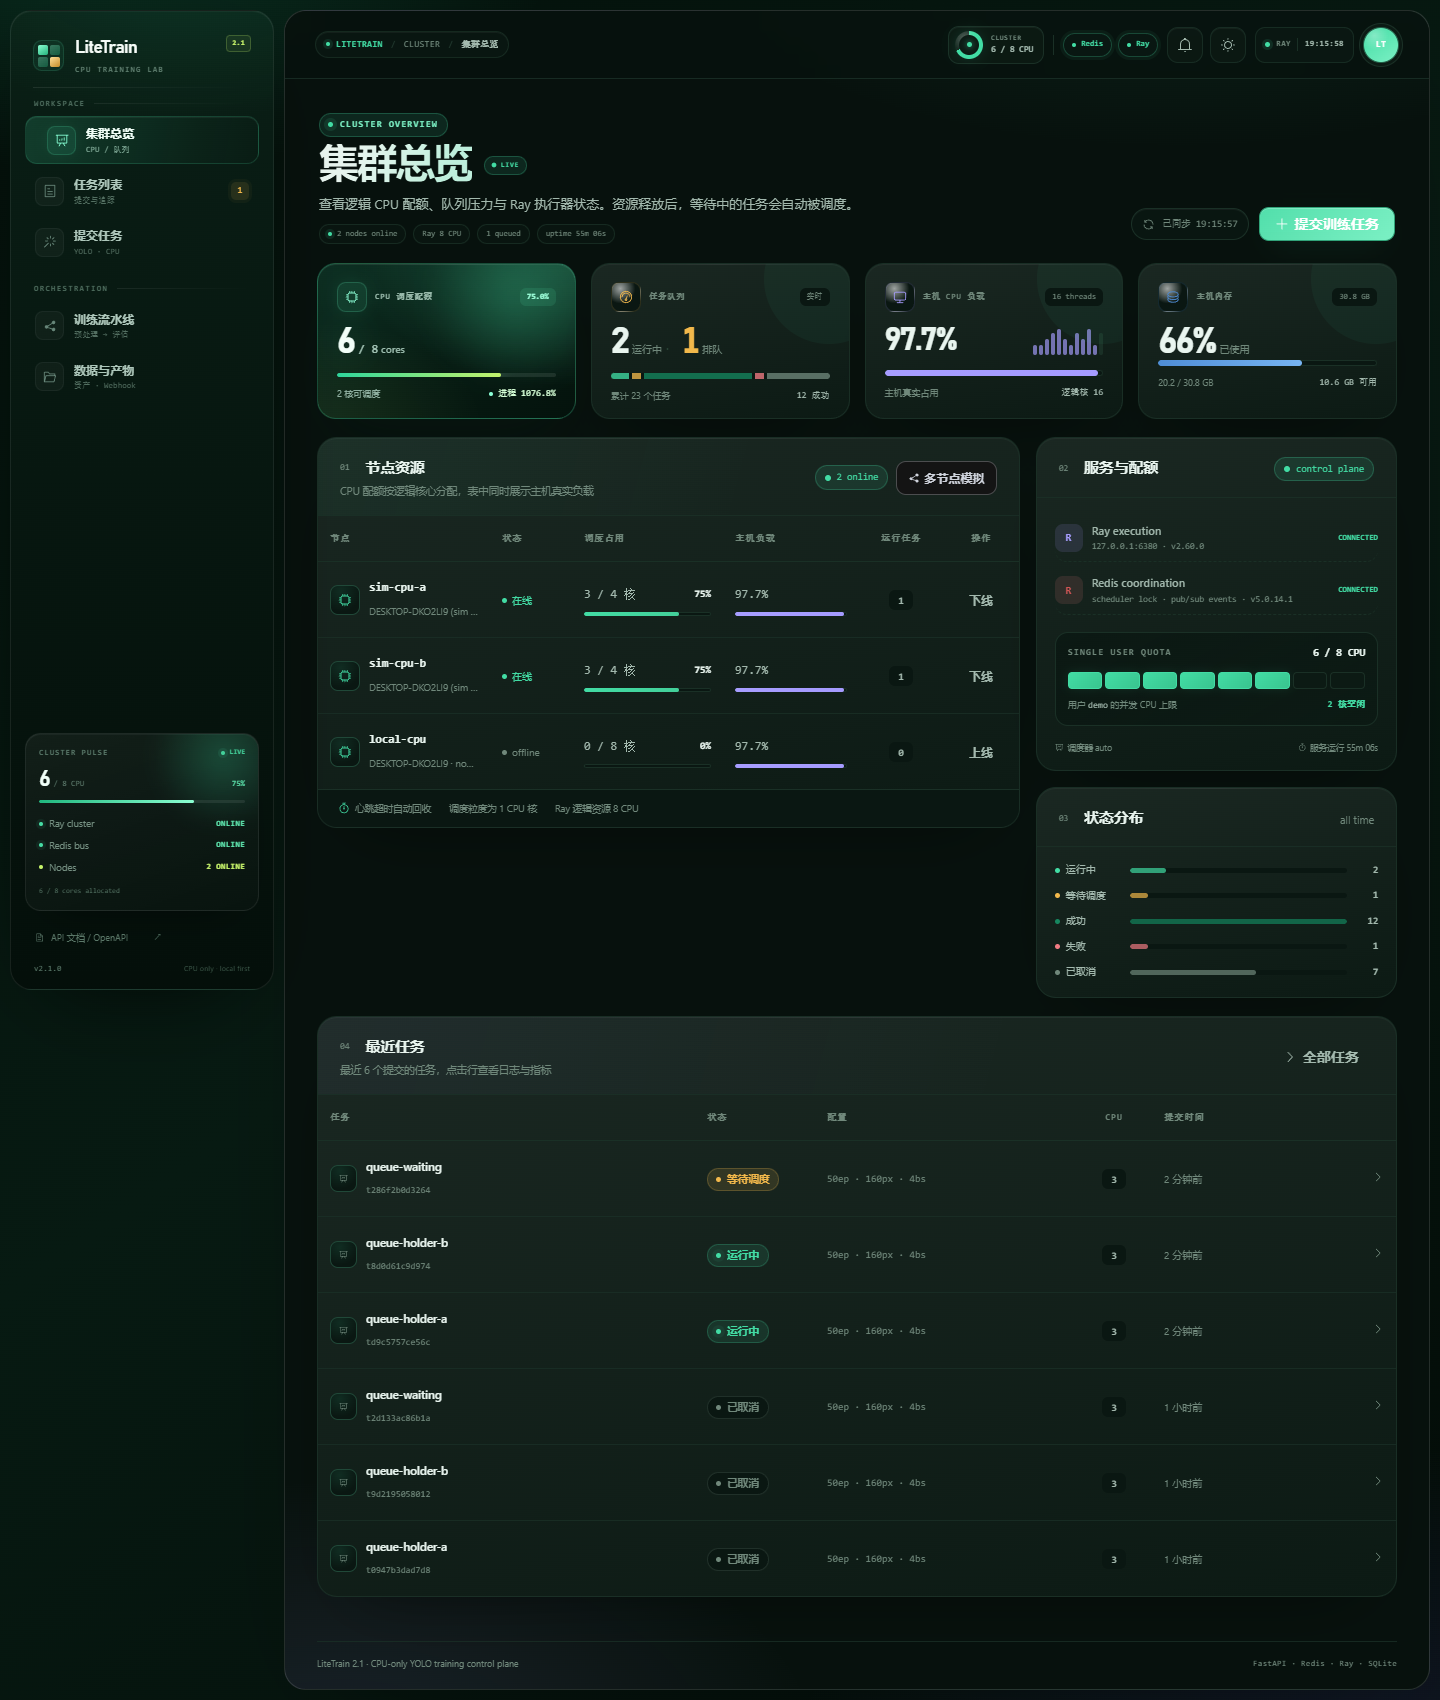 LiteTrain
CPU TRAINING LAB
2.1
WORKSPACE
集群总览
CPU / 队列
任务列表
提交与追踪
1
提交任务
YOLO · CPU
ORCHESTRATION
训练流水线
预处理 → 评估
数据与产物
资产 · Webhook
CLUSTER PULSE
LIVE
6 / 8 CPU
75%
Ray cluster
ONLINE
Redis bus
ONLINE
Nodes
2 ONLINE
6 / 8 cores allocated
API 文档 / OpenAPI
v2.1.0
CPU only · local first
LITETRAIN / CLUSTER / 集群总览
CLUSTER
6 / 8 CPU
Redis
Ray
RAY
19:15:58
LT
CLUSTER OVERVIEW
集群总览
LIVE
查看逻辑 CPU 配额、队列压力与 Ray 执行器状态。资源释放后，等待中的任务会自动被调度。
2 nodes online
Ray 8 CPU
1 queued
uptime 55m 06s
已同步 19:15:57
提交训练任务
CPU 调度配额
75.0%
6 / 8 cores
2 核可调度
进程 1076.8%
任务队列
实时
2 运行中 · 1 排队
累计 23 个任务
12 成功
主机 CPU 负载
16 threads
97.7%
主机真实占用
逻辑核 16
主机内存
30.8 GB
66% 已使用
20.2 / 30.8 GB
10.6 GB 可用
01
节点资源
CPU 配额按逻辑核心分配，表中同时展示主机真实负载
2 online
多节点模拟
节点
状态
调度占用
主机负载
运行任务
操作
sim-cpu-a
DESKTOP-DKO2LI9 (sim ...
在线
3 / 4 核
75%
97.7%
1
下线
sim-cpu-b
DESKTOP-DKO2LI9 (sim ...
在线
3 / 4 核
75%
97.7%
1
下线
local-cpu
DESKTOP-DKO2LI9 · no...
offline
0 / 8 核
0%
97.7%
0
上线
心跳超时自动回收
调度粒度为 1 CPU 核
Ray 逻辑资源 8 CPU
02
服务与配额
control plane
R
Ray execution
127.0.0.1:6380 · v2.60.0
CONNECTED
R
Redis coordination
scheduler lock · pub/sub events · v5.0.14.1
CONNECTED
SINGLE USER QUOTA
6 / 8 CPU
用户 demo 的并发 CPU 上限
2 核空闲
调度器 auto
服务运行 55m 06s
03
状态分布
all time
运行中
2
等待调度
1
成功
12
失败
1
已取消
7
04
最近任务
最近 6 个提交的任务，点击行查看日志与指标
全部任务
任务
状态
配置
CPU
提交时间
queue-waiting
t286f2b0d3264
等待调度
50ep · 160px · 4bs
3
2 分钟前
queue-holder-b
t8d0d61c9d974
运行中
50ep · 160px · 4bs
3
2 分钟前
queue-holder-a
td9c5757ce56c
运行中
50ep · 160px · 4bs
3
2 分钟前
queue-waiting
t2d133ac86b1a
已取消
50ep · 160px · 4bs
3
1 小时前
queue-holder-b
t9d2195058012
已取消
50ep · 160px · 4bs
3
1 小时前
queue-holder-a
t0947b3dad7d8
已取消
50ep · 160px · 4bs
3
1 小时前
LiteTrain 2.1 · CPU-only YOLO training control plane
FastAPI · Redis · Ray · SQLite